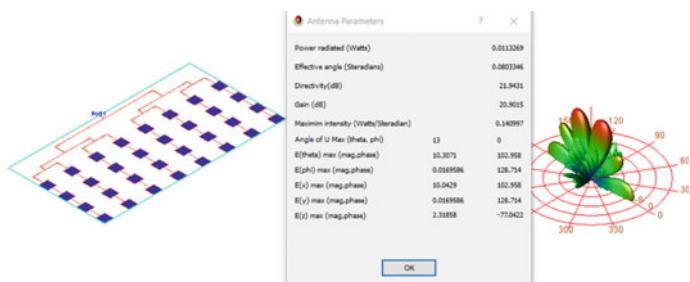 Antenna Parameters ? ×
Power radiated (Watts) 0.0113269
Effective angle (Steradians) 0.0803346
Directivity(dB) 21.9431
Gain (dB) 20.9015
Maximim intensity (Watts/Steradian) 0.140997
Angle of U Max (theta, phi) 13 0
E(theta) max (mag,phase) 10.3071 102.958
E(phi) max (mag,phase) 0.0169586 128.714
E(x) max (mag,phase) 10.0429 102.958
E(y) max (mag,phase) 0.0169586 128.714
E(z) max (mag,phase) 2.31858 -77.0422
OK
120
90
60
30
0
300